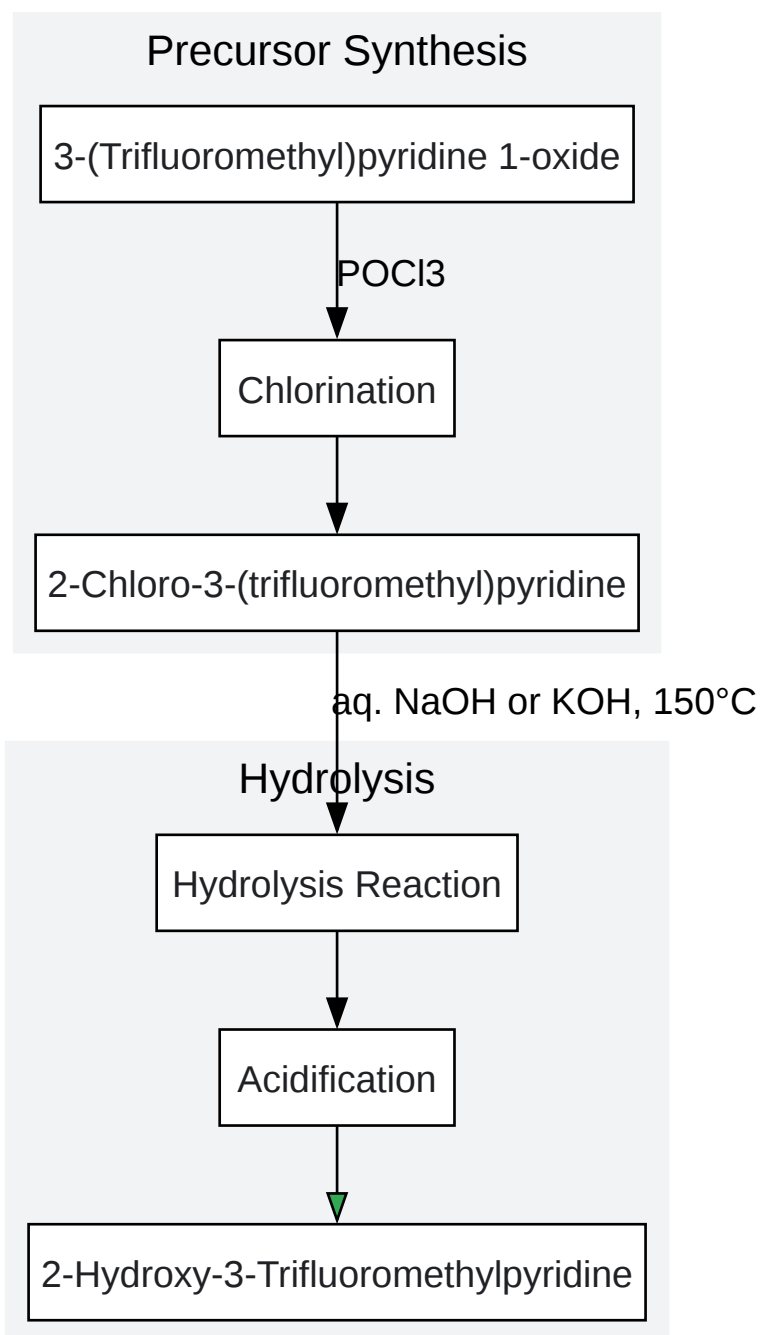 Precursor Synthesis
3-(Trifluoromethyl)pyridine 1-oxide
POCl3
Chlorination
2-Chloro-3-(trifluoromethyl)pyridine
aq. NaOH or KOH, 150°C
Hydrolysis
Hydrolysis Reaction
Acidification
2-Hydroxy-3-Trifluoromethylpyridine